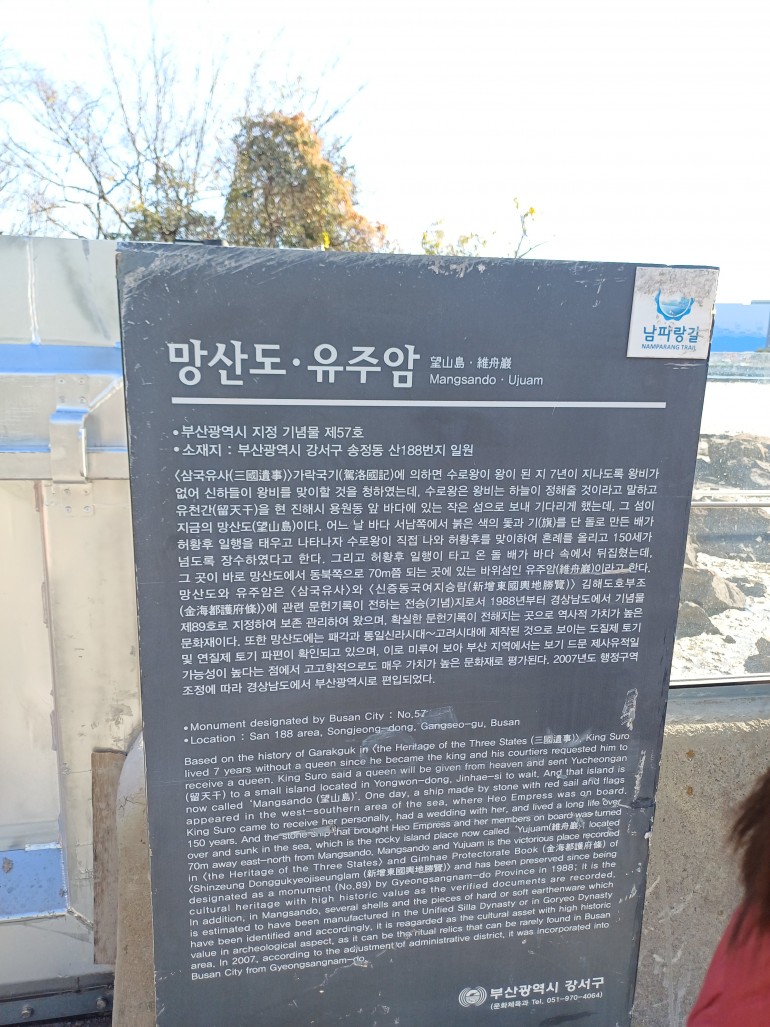 남파랑길
NAMPARANG TRAIL
망산도·유주암 望山島·維舟巖
Mangsando·Ujuam
•부산광역시 지정 기념물 제57호
•소재지 : 부산광역시 강서구 송정동 산188번지 일원
〈삼국유사(三國遺事)〉가락국기(駕洛國記)에 의하면 수로왕이 왕이 된 지 7년이 지나도록 왕비가
없어 신하들이 왕비를 맞이할 것을 청하였는데, 수로왕은 왕비는 하늘이 정해줄 것이라고 말하고
유천간(留天干)을 현 진해시 용원동 앞 바다에 있는 작은 섬으로 보내 기다리게 했는데, 그 섬이
지금의 망산도(望山島)이다. 어느 날 바다 서남쪽에서 붉은 색의 돛과 기(旗)를 단 돌로 만든 배가
허황후 일행을 태우고 나타나자 수로왕이 직접 나와 허황후를 맞이하여 혼례를 올리고 150세가
넘도록 장수하였다고 한다. 그리고 허황후 일행이 타고 온 돌 배가 바다 속에서 뒤집혔는데,
그 곳이 바로 망산도에서 동북쪽으로 70m쯤 되는 곳에 있는 바위섬인 유주암(維舟巖)이라고 한다.
망산도와 유주암은 〈삼국유사〉와 〈신증동국여지승람(新增東國輿地勝覽)〉 김해도호부조
(金海都護府條)〉에 관련 문헌기록이 전하는 전승(기념)지로서 1988년부터 경상남도에서 기념물
제89호로 지정하여 보존 관리하여 왔으며, 확실한 문헌기록이 전해지는 곳으로 역사적 가치가 높은
문화재이다. 또한 망산도에는 패각과 통일신라시대~고려시대에 제작된 것으로 보이는 도질제 토기
및 연질제 토기 파편이 확인되고 있으며, 이로 미루어 보아 부산 지역에서는 보기 드문 제사유적일
가능성이 높다는 점에서 고고학적으로도 매우 가치가 높은 문화재로 평가된다. 2007년도 행정구역
조정에 따라 경상남도에서 부산광역시로 편입되었다.
•Monument designated by Busan City : No.57
•Location : San 188 area, Songjeong-dong, Gangseo-gu, Busan
Based on the history of Garakguk in 〈the Heritage of the Three States (三國遺事)〉, King Suro
lived 7 years without a queen since he became the king and his courtiers requested him to
receive a queen, King Suro said a queen will be given from heaven and sent Yucheongan
(留天干) to a small island located in Yongwon-dong, Jinhae-si to wait. And that island is
now called 'Mangsando (望山島)'. One day, a ship made by stone with red sail and flags
appeared in the west-southern area of the sea, where Heo Empress was on board.
King Suro came to receive her personally, had a wedding with her, and lived a long life over
150 years. And the stone ship that brought Heo Empress and her members on board was turned
over and sunk in the sea, which is the rocky island place now called 'Yujuam(維舟巖)', located
70m away east-north from Mangsando, Mangsando and Yujuam is the victorious place recorded
in 〈the Heritage of the Three States〉 and Gimhae Protectorate Book (金海都護府條) of
〈Shinzeung Donggukyeojiseunglam (新增東國輿地勝覽)〉 and has been preserved since being
designated as a monument (No.89) by Gyeongsangnam-do Province in 1988; It is the
cultural heritage with high historic value as the verified documents are recorded.
In addition, in Mangsando, several shells and the pieces of hard or soft earthenware which
is estimated to have been manufactured in the Unified Silla Dynasty or in Goryeo Dynasty
have been identified and accordingly, it is reagarded as the cultural asset with high historic
value in archeological aspect, as it can be the ritual relics that can be rarely found in Busan
area. In 2007, according to the adjustment of administrative district, it was incorporated into
Busan City from Gyeongsangnam-do.
부산광역시 강서구
(문화체육과 Tel. 051-970-4064)